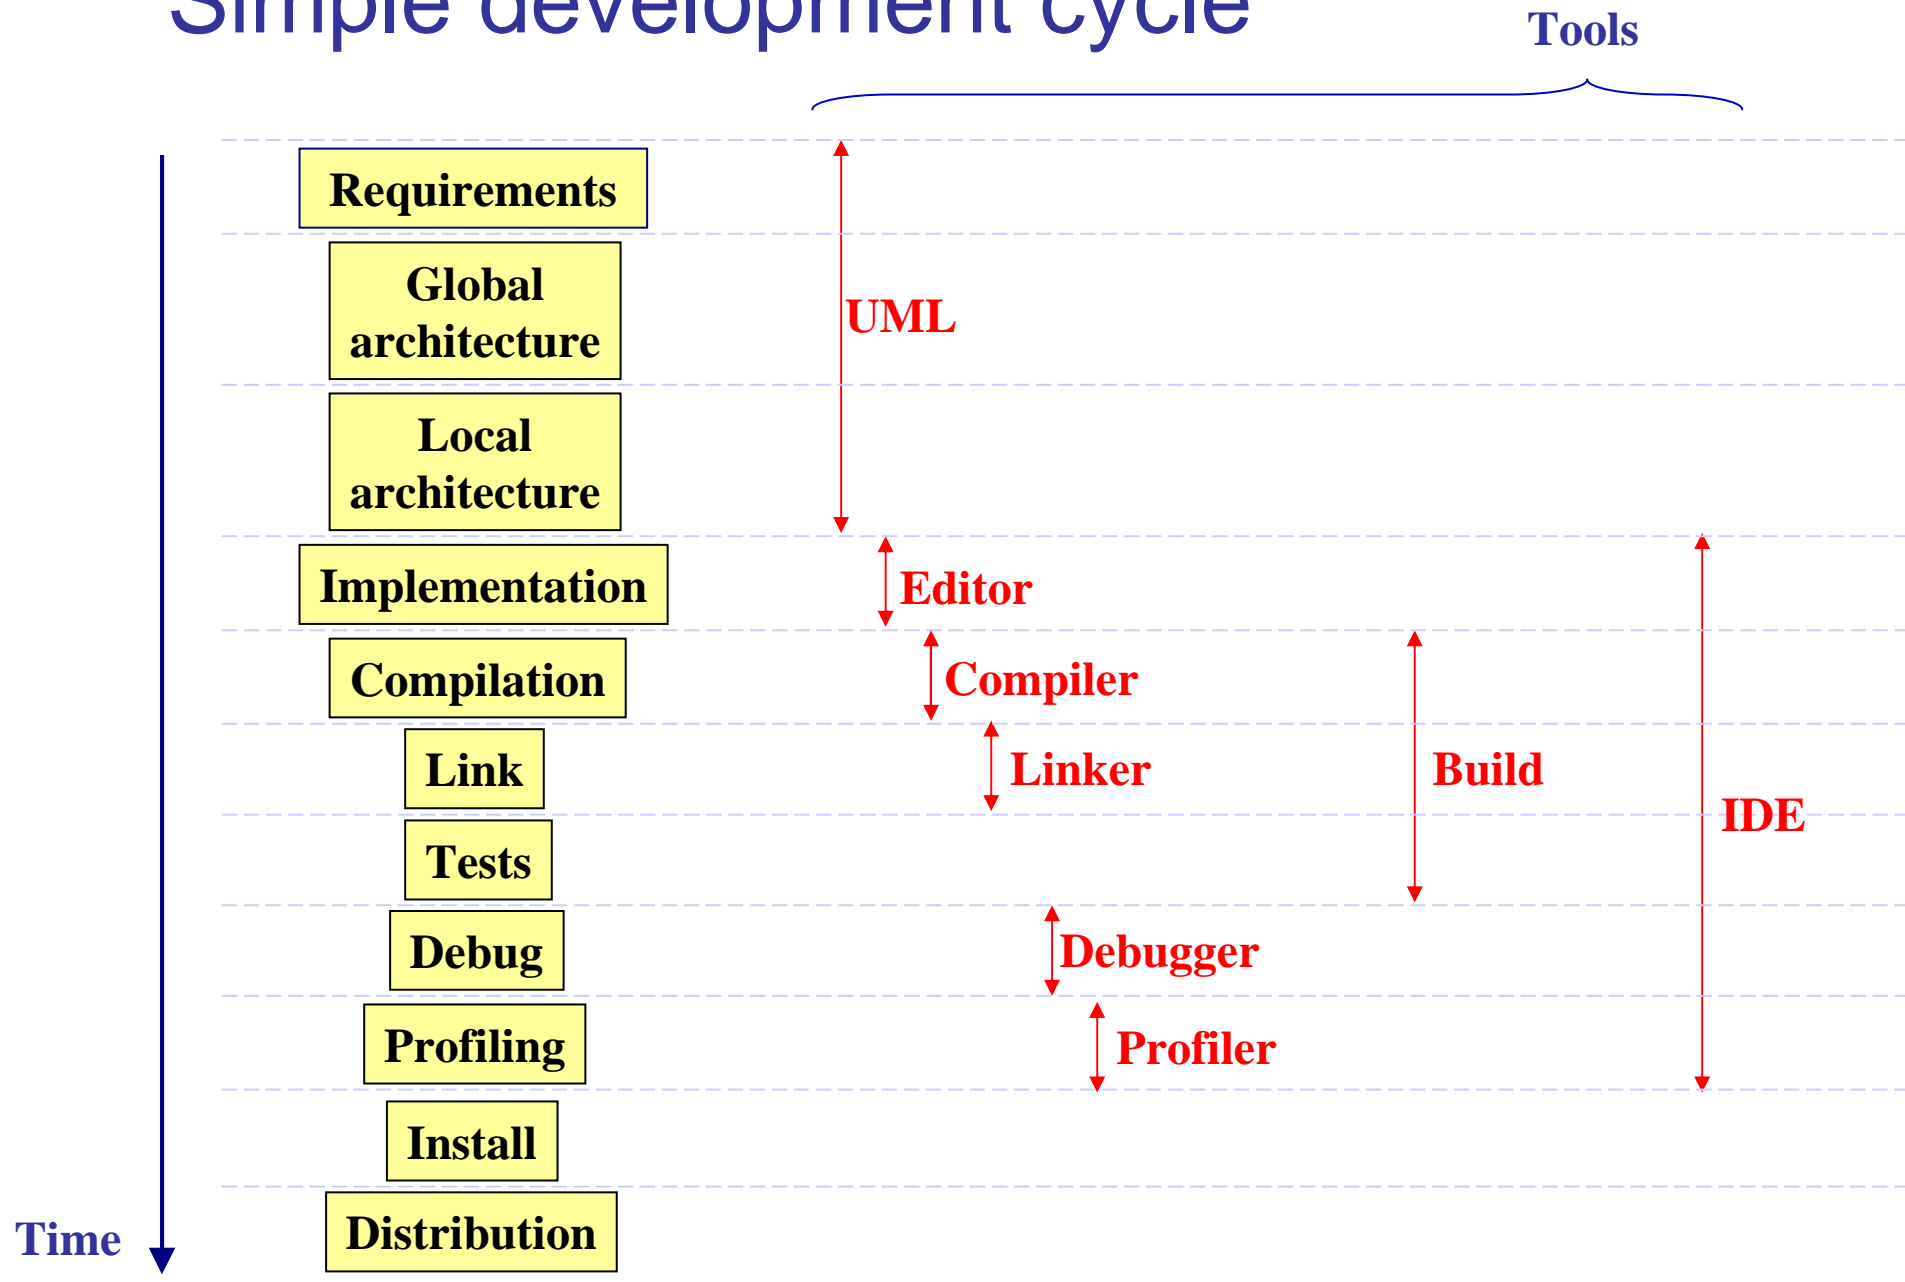 Simple development cycle
Tools
Requirements
Global
architecture
UML
Local
architecture
Implementation
Editor
Compilation
Compiler
Link
Linker
Build
IDE
Tests
Debug
Debugger
Profiling
Profiler
Install
Distribution
Time